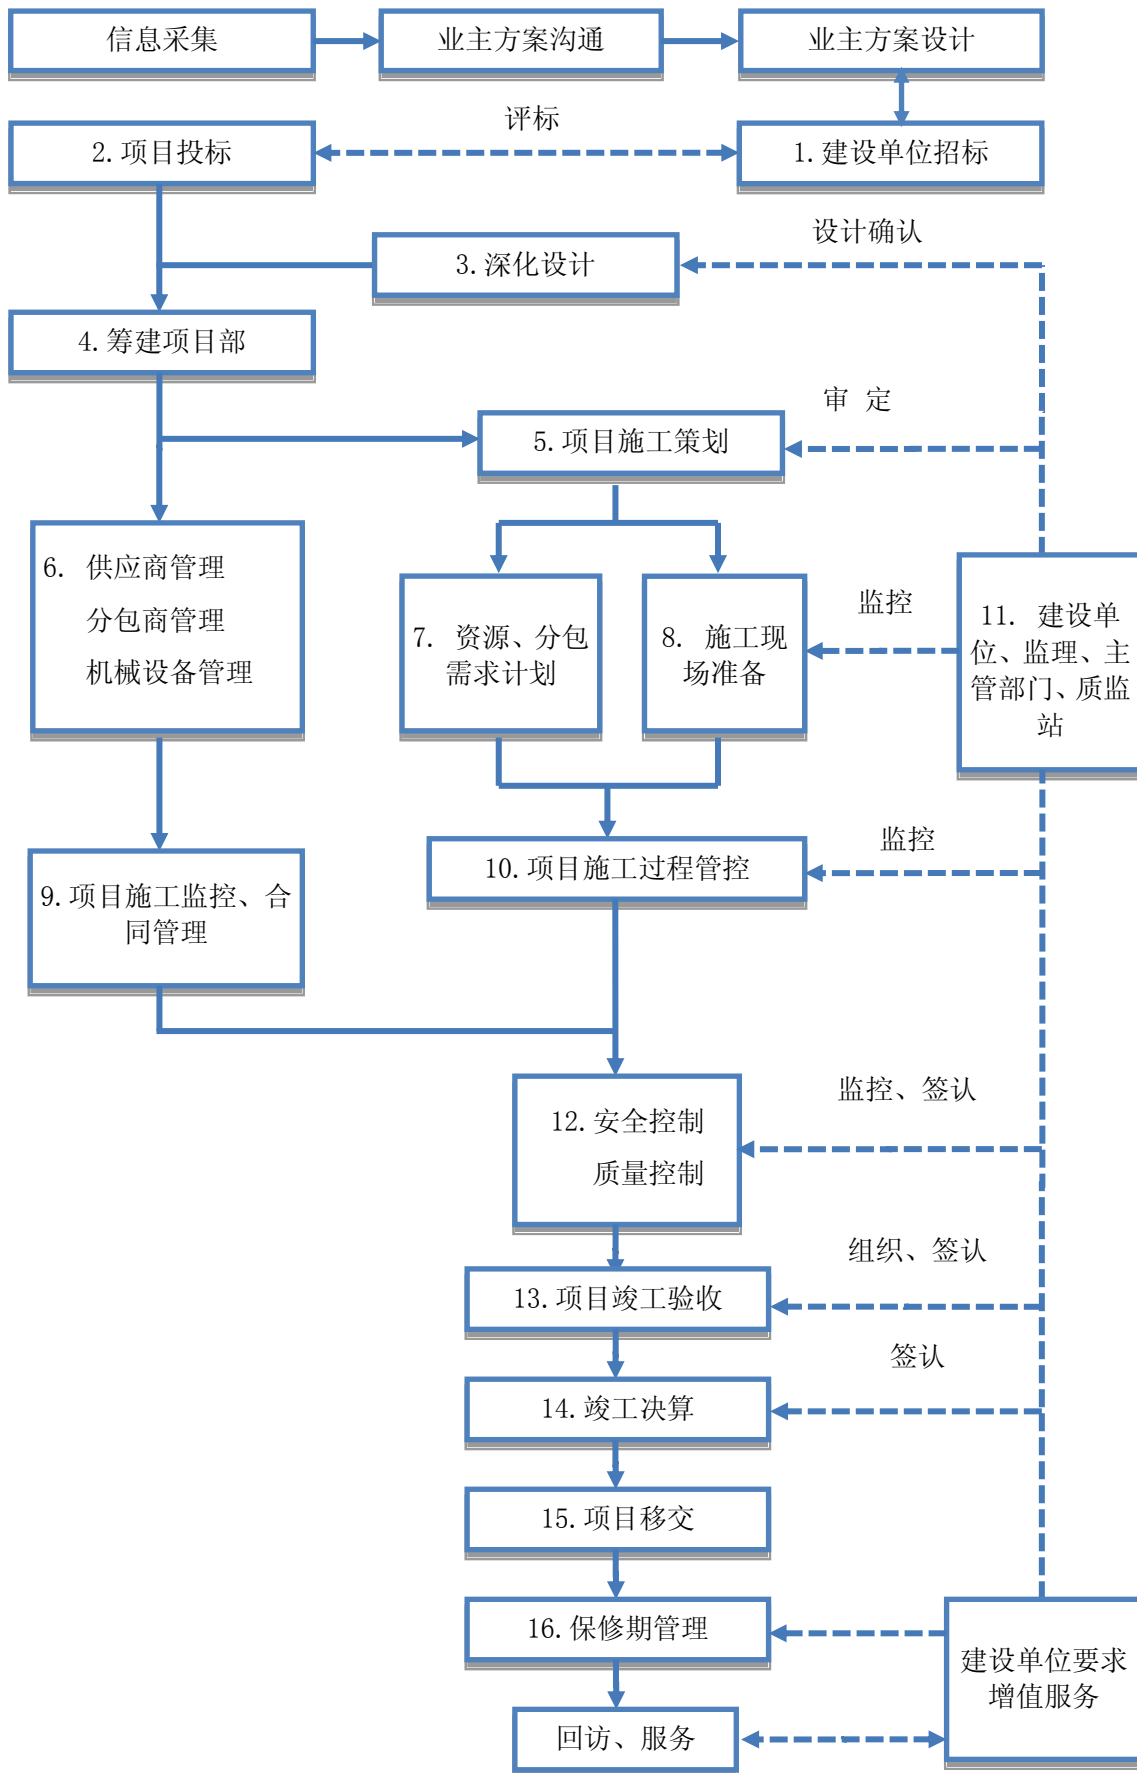 信息采集
业主方案沟通
业主方案设计
评标
2.项目投标
1.建设单位招标
设计确认
3.深化设计
4.筹建项目部
审 定
5.项目施工策划
6. 供应商管理
分包商管理
机械设备管理
7. 资源、分包
需求计划
8. 施工现
场准备
监控
11. 建设单
位、监理、主
管部门、质监
站
监控
10.项目施工过程管控
9.项目施工监控、合
同管理
监控、签认
12.安全控制
质量控制
组织、签认
13.项目竣工验收
签认
14.竣工决算
15.项目移交
16.保修期管理
建设单位要求
增值服务
回访、服务